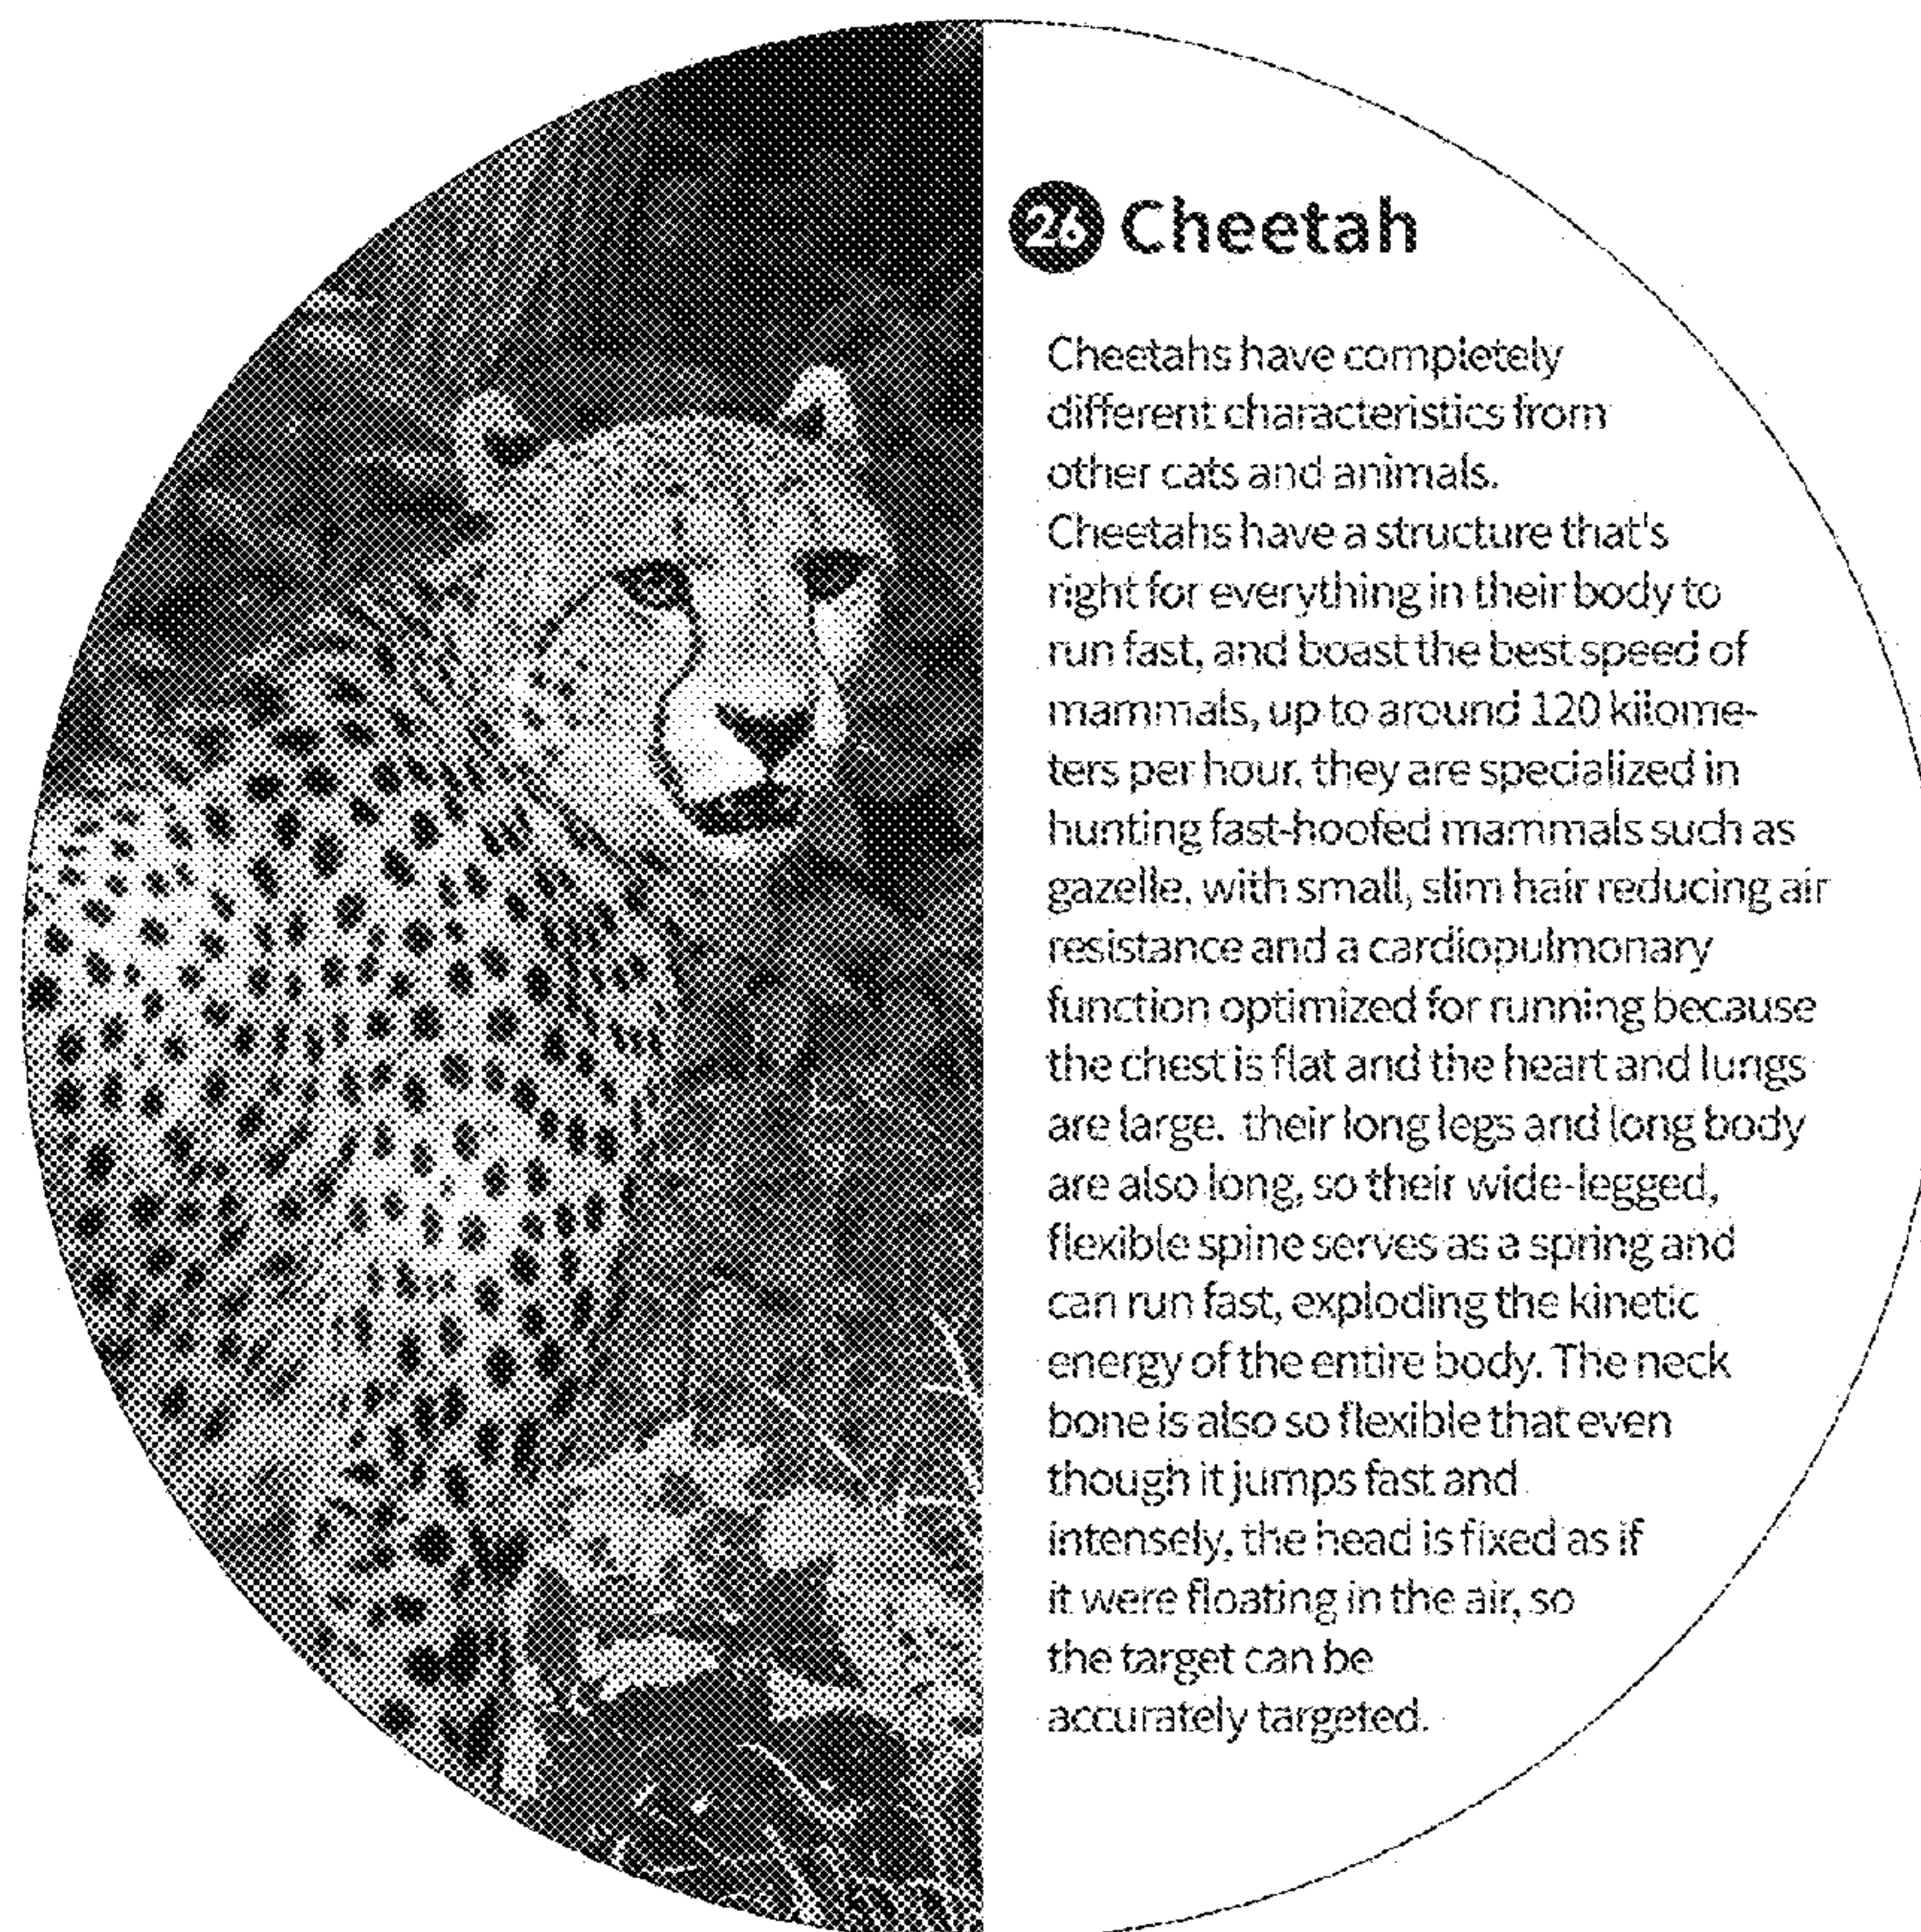 26 Cheetah
Cheetahs have completely
different characteristics from
other cats and animals.
Cheetahs have a structure that's
right for everything in their body to
run fast, and boast the best speed of
mammals, up to around 120 kilome-
ters per hour. they are specialized in
hunting fast-hoofed mammals such as
gazelle, with small, slim hair reducing air
resistance and a cardiopulmonary
function optimized for running because
the chest is flat and the heart and lungs
are large. their long legs and long body
are also long, so their wide-legged,
flexible spine serves as a spring and
can run fast, exploding the kinetic
energy of the entire body. The neck
bone is also so flexible that even
though it jumps fast and
intensely, the head is fixed as if
it were floating in the air, so
the target can be
accurately targeted.